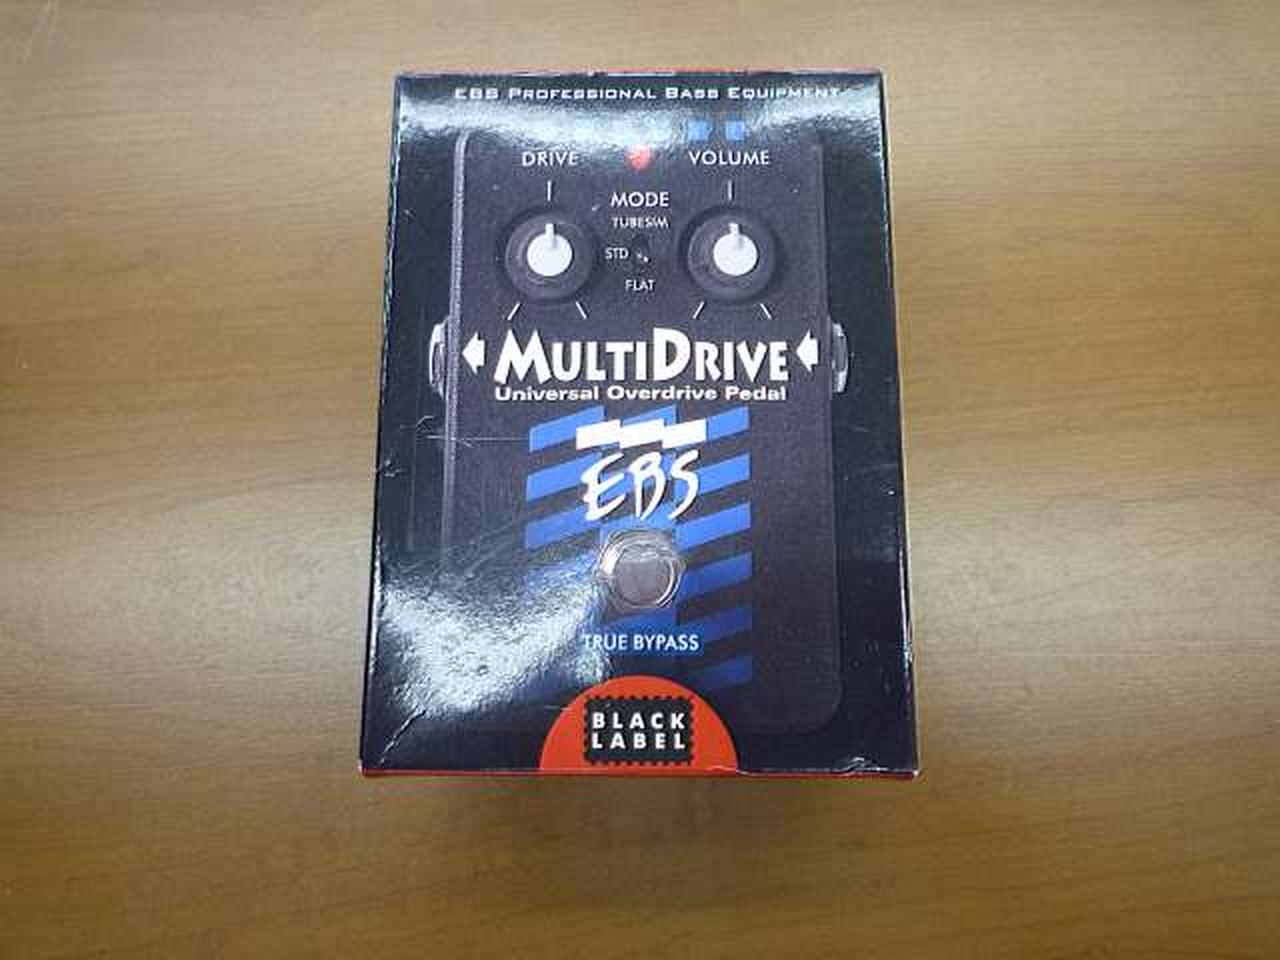 EBS PROFESSIONAL BASS EQUIPMENT
DRIVE VOLUME
MODE
TUBESIM
STD
FLAT
MULTIDRIVE
Universal Overdrive Pedal
EBS
TRUE BYPASS
BLACK
LABEL